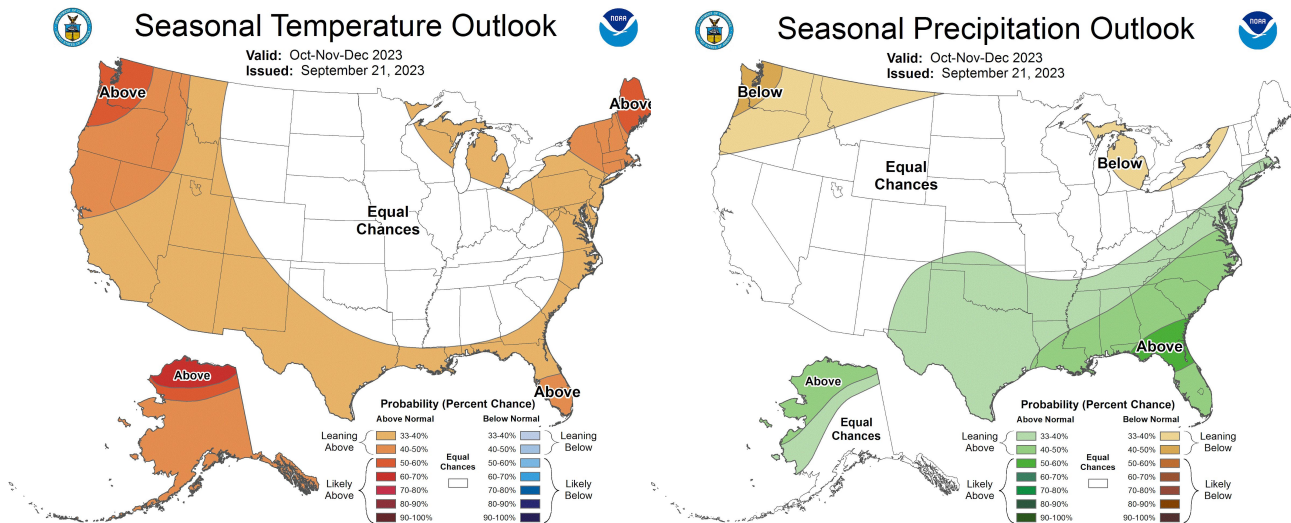 Seasonal Temperature Outlook
NOAA
Valid: Oct-Nov-Dec 2023
Issued: September 21, 2023
Above
Above
Equal
Chances
Above
Above
Probability (Percent Chance)
Above Normal
Below Normal
Leaning
Above
33-40%
40-50%
Likely
Above
50-60%
60-70%
70-80%
80-90%
90-100%
Equal
Chances
33-40%
40-50%
Leaning
Below
50-60%
60-70%
70-80%
80-90%
90-100%
Likely
Below
Seasonal Precipitation Outlook
NOAA
Valid: Oct-Nov-Dec 2023
Issued: September 21, 2023
Below
Below
Equal
Chances
Above
Above
Equal
Chances
Probability (Percent Chance)
Above Normal
Below Normal
Leaning
Above
33-40%
40-50%
Likely
Above
50-60%
60-70%
70-80%
80-90%
90-100%
Equal
Chances
33-40%
40-50%
Leaning
Below
50-60%
60-70%
70-80%
80-90%
90-100%
Likely
Below